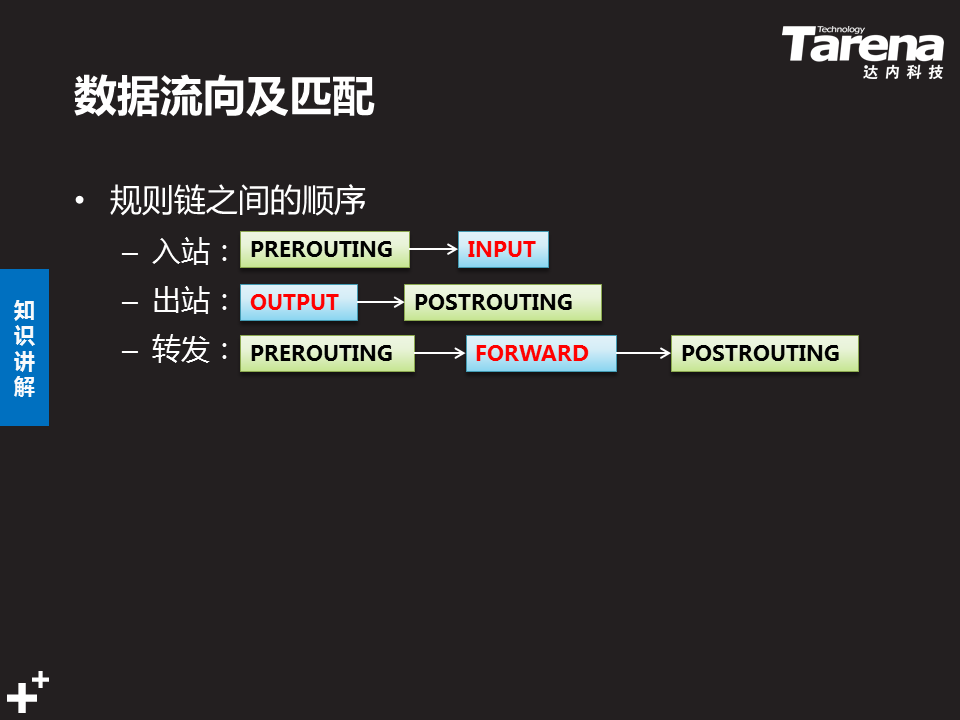 Technology
Tarena
达内科技
数据流向及匹配
• 规则链之间的顺序
– 入站： PREROUTING INPUT
– 出站： OUTPUT POSTROUTING
– 转发： PREROUTING FORWARD POSTROUTING
知识讲解